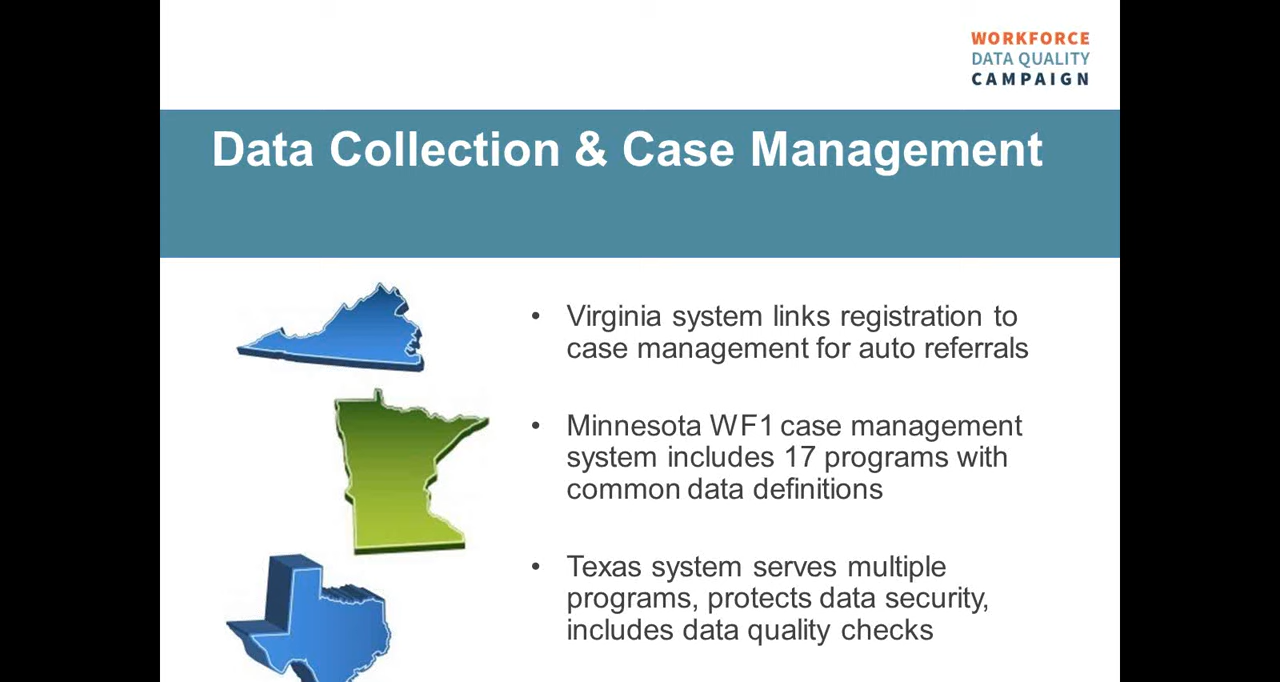 WORKFORCE
DATA QUALITY
CAMPAIGN
Data Collection & Case Management
• Virginia system links registration to
case management for auto referrals
• Minnesota WF1 case management
system includes 17 programs with
common data definitions
• Texas system serves multiple
programs, protects data security,
includes data quality checks